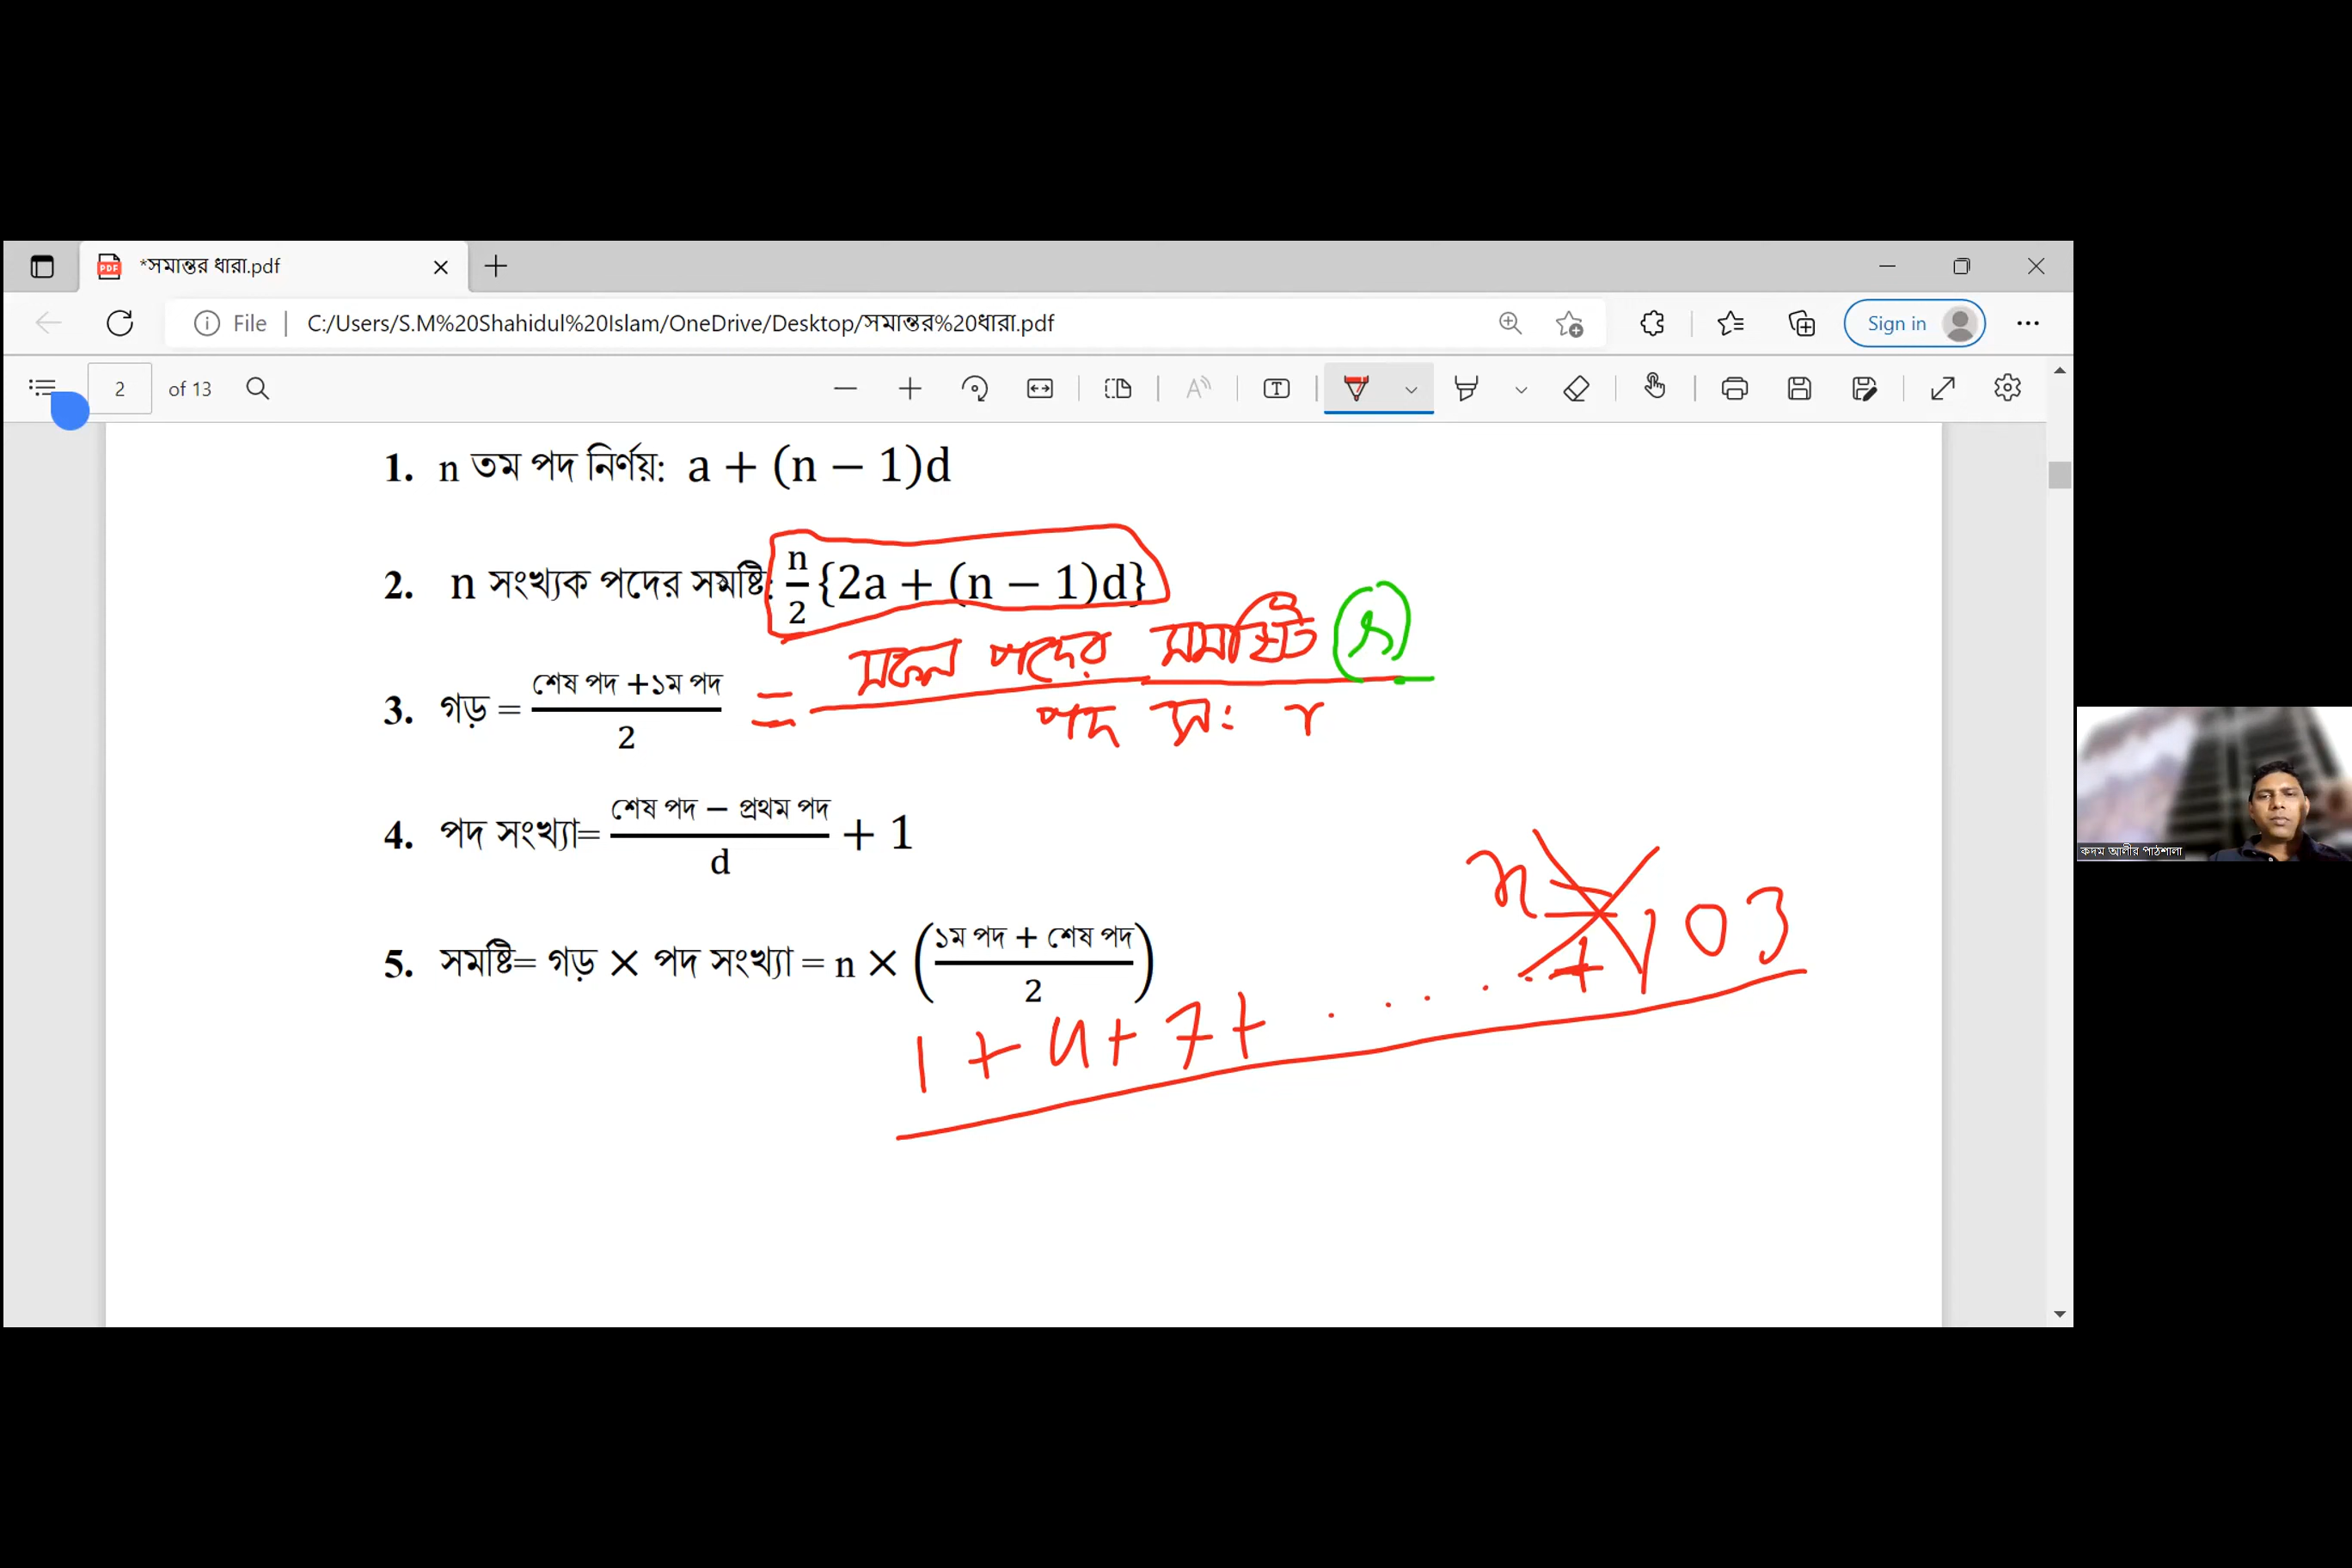 *সমান্তর ধারা.pdf
File | C:/Users/S.M%20Shahidul%20Islam/OneDrive/Desktop/সমান্তর%20ধারা.pdf
Sign in
2 of 13
1. n তম পদ নির্ণয়: a + (n − 1)d
2. n সংখ্যক পদের সমষ্টি: n/2 {2a + (n − 1)d}
3. গড় = শেষ পদ +১ম পদ / 2 = সকল পদের সমষ্টি S / পদ সং r
4. পদ সংখ্যা= শেষ পদ − প্রথম পদ / d + 1
5. সমষ্টি= গড় × পদ সংখ্যা = n × (১ম পদ + শেষ পদ / 2)
n =
1 + 4 + 7 + . . . . . + 103
কদম আলীর পাঠশালা